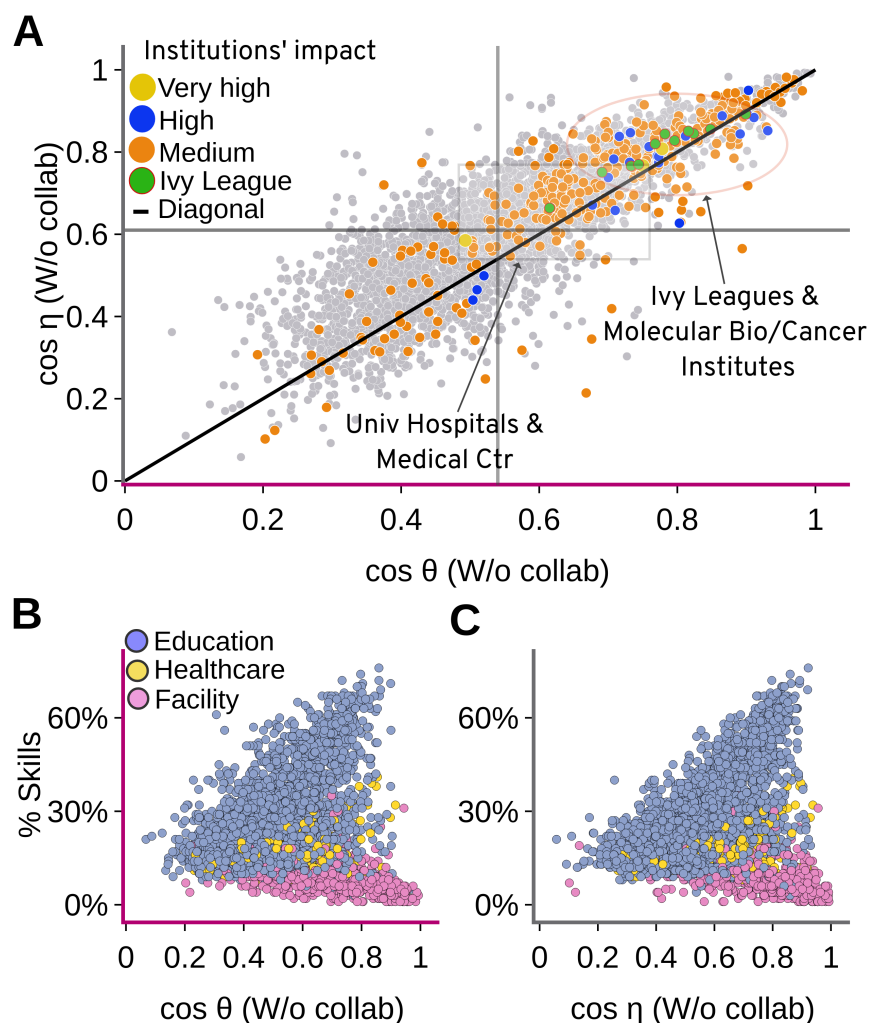 A
Institutions' impact
Very high
High
Medium
Ivy League
Diagonal
cos η (W/o collab)
1
0.8
0.6
0.4
0.2
0
Ivy Leagues &
Molecular Bio/Cancer
Institutes
Univ Hospitals &
Medical Ctr
0 0.2 0.4 0.6 0.8 1
cos θ (W/o collab)
B
Education
Healthcare
Facility
% Skills
60%
30%
0%
0 0.2 0.4 0.6 0.8 1
cos θ (W/o collab)
C
60%
30%
0%
0 0.2 0.4 0.6 0.8 1
cos η (W/o collab)